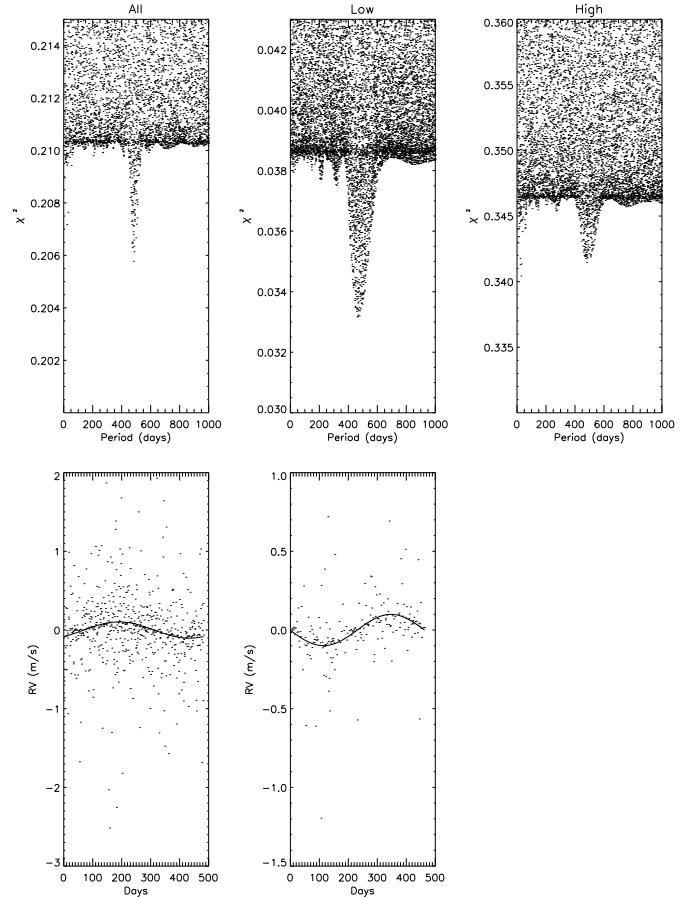 All
Low
High
χ²
0.214
0.212
0.210
0.208
0.206
0.204
0.202
0 200 400 600 800 1000
Period (days)
χ²
0.042
0.040
0.038
0.036
0.034
0.032
0.030
0 200 400 600 800 1000
Period (days)
χ²
0.360
0.355
0.350
0.345
0.340
0.335
0 200 400 600 800 1000
Period (days)
RV (m/s)
2
1
0
−1
−2
−3
0 100 200 300 400 500
Days
RV (m/s)
1.0
0.5
0.0
−0.5
−1.0
−1.5
0 100 200 300 400 500
Days